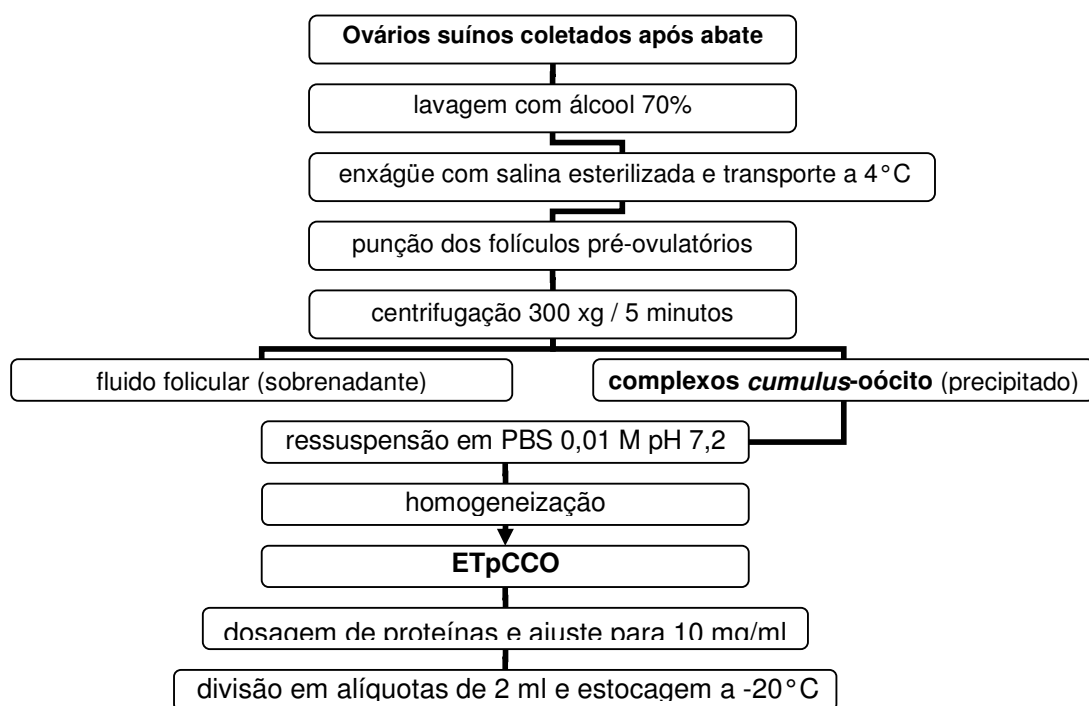 Ovários suínos coletados após abate
lavagem com álcool 70%
enxágüe com salina esterilizada e transporte a 4°C
punção dos folículos pré-ovulatórios
centrifugação 300 xg / 5 minutos
fluido folicular (sobrenadante)
complexos cumulus-oócito (precipitado)
ressuspensão em PBS 0,01 M pH 7,2
homogeneização
ETpCCO
dosagem de proteínas e ajuste para 10 mg/ml
divisão em alíquotas de 2 ml e estocagem a -20°C